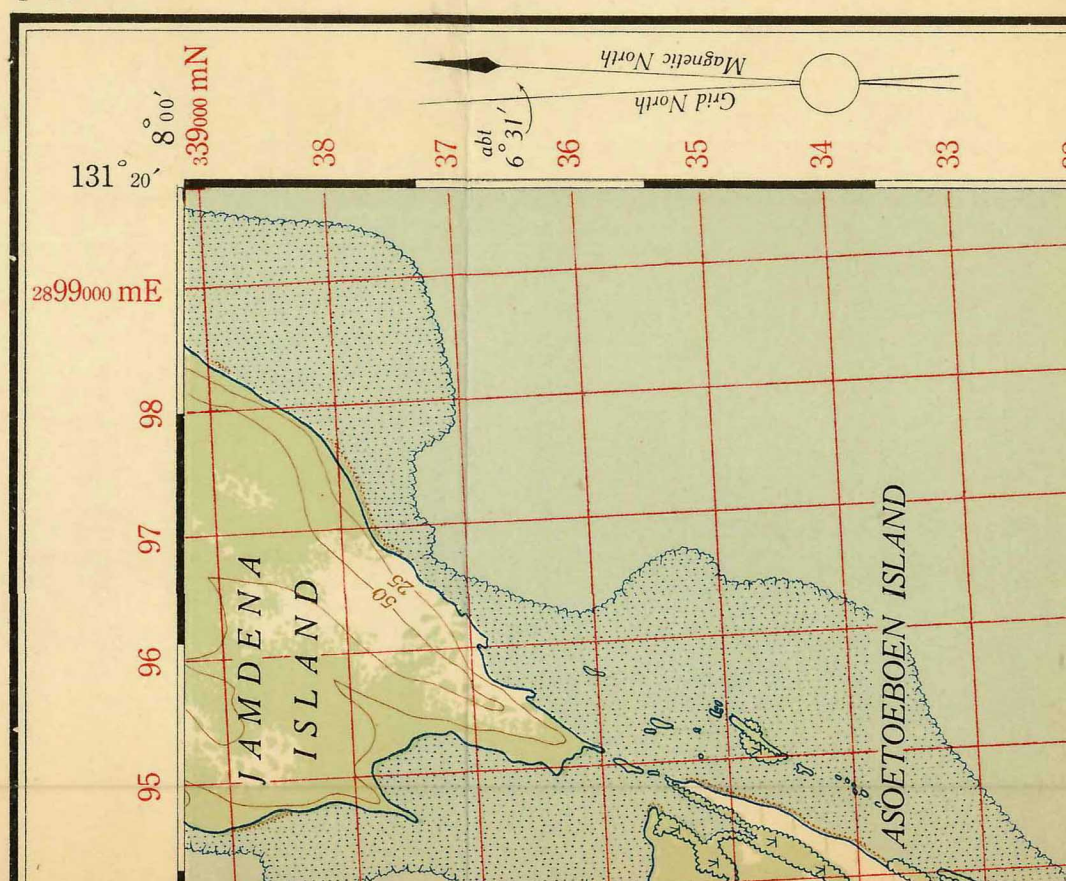 Magnetic North
Grid North
abt
6° 31′
8° 00′
339000 mN
38
37
36
35
34
33
131° 20′
2899000 mE
98
97
96
95
50
25
JAMDENA
ISLAND
ASOETOEBOEN ISLAND
K
K
K
K